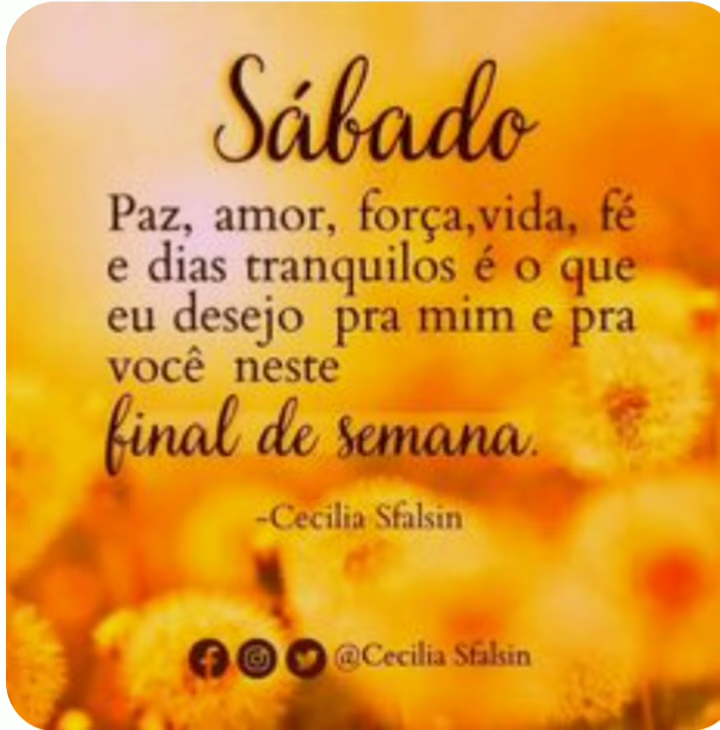 Sábado
Paz, amor, força,vida, fé
e dias tranquilos é o que
eu desejo pra mim e pra
você neste
final de semana.
-Cecilia Sfalsin
@Cecilia Sfalsin